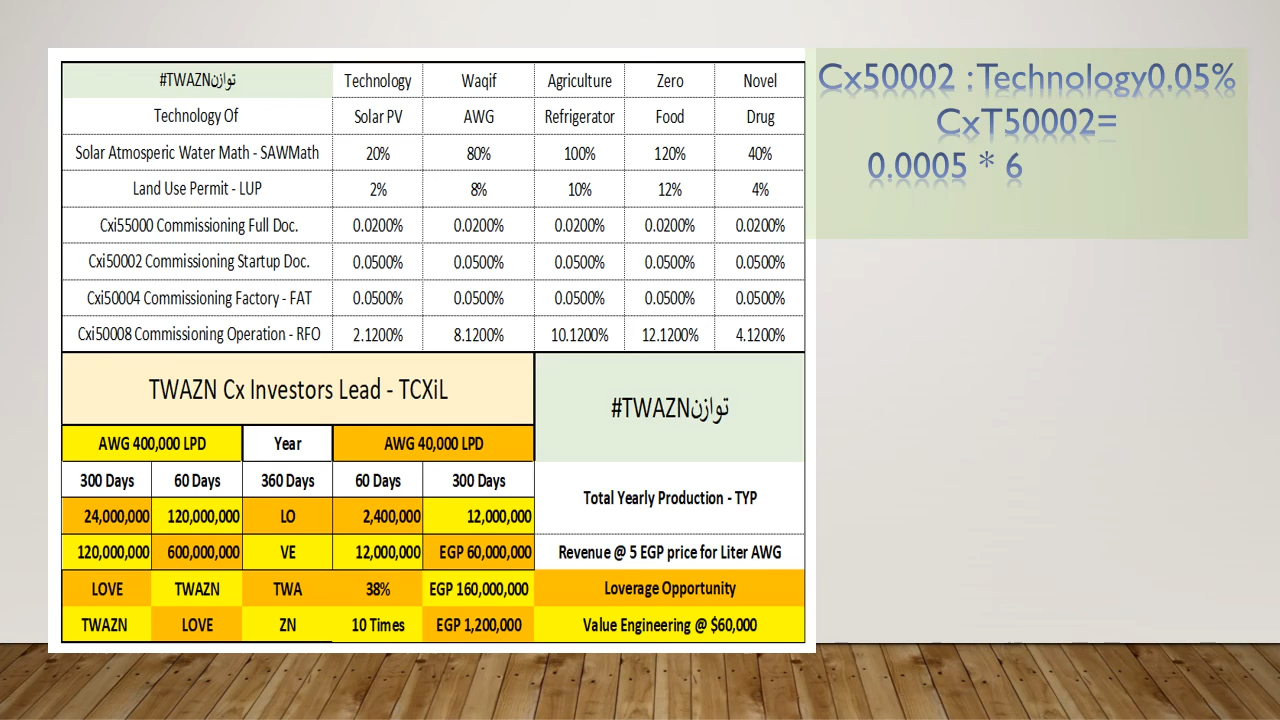 #TWAZNتوازن Technology Waqif Agriculture Zero Novel
Technology Of Solar PV AWG Refrigerator Food Drug
Solar Atmosperic Water Math - SAWMath 20% 80% 100% 120% 40%
Land Use Permit - LUP 2% 8% 10% 12% 4%
Cxi55000 Commissioning Full Doc. 0.0200% 0.0200% 0.0200% 0.0200% 0.0200%
Cxi50002 Commissioning Startup Doc. 0.0500% 0.0500% 0.0500% 0.0500% 0.0500%
Cxi50004 Commissioning Factory - FAT 0.0500% 0.0500% 0.0500% 0.0500% 0.0500%
Cxi50008 Commissioning Operation - RFO 2.1200% 8.1200% 10.1200% 12.1200% 4.1200%
TWAZN Cx Investors Lead - TCXiL
#TWAZNتوازن
AWG 400,000 LPD Year AWG 40,000 LPD
300 Days 60 Days 360 Days 60 Days 300 Days
Total Yearly Production - TYP
24,000,000 120,000,000 LO 2,400,000 12,000,000
120,000,000 600,000,000 VE 12,000,000 EGP 60,000,000 Revenue @ 5 EGP price for Liter AWG
LOVE TWAZN TWA 38% EGP 160,000,000 Leverage Opportunity
TWAZN LOVE ZN 10 Times EGP 1,200,000 Value Engineering @ $60,000
Cx50002 : Technology0.05%
CxT50002=
0.0005 * 6